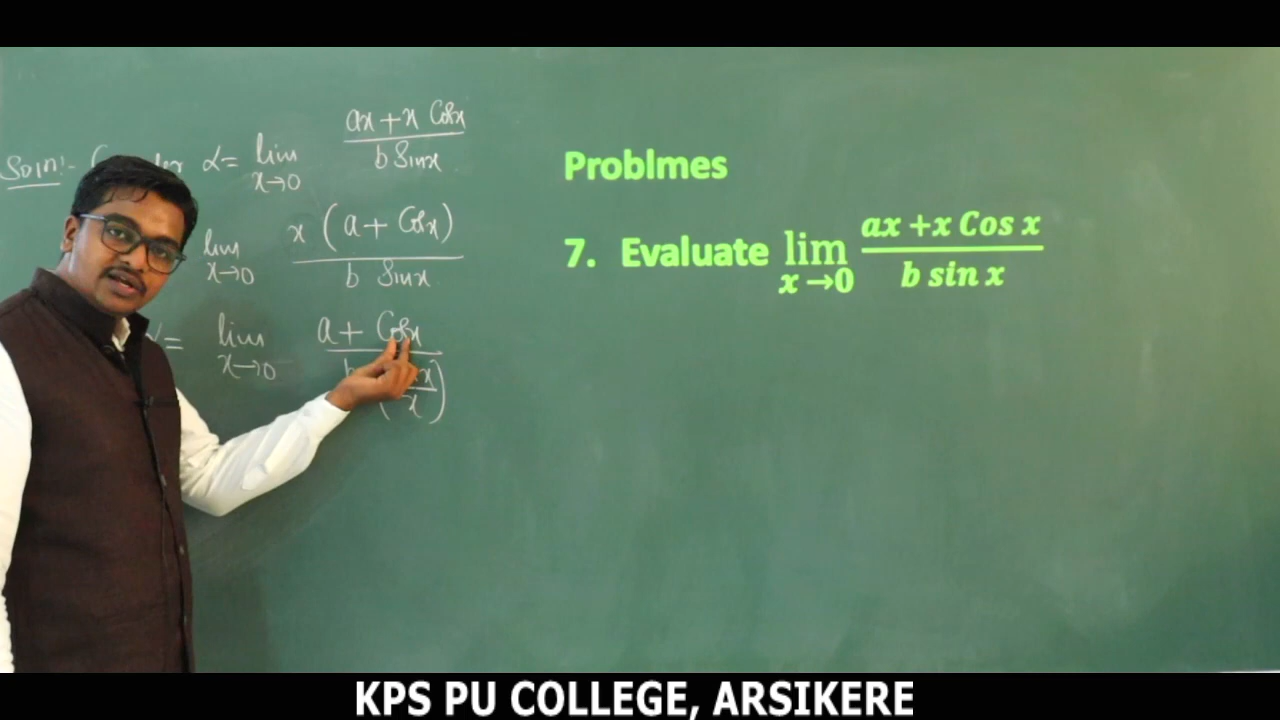 Soln:- α = lim x→0 ax + x Cosx / b Sinx
lim x→0 x (a + Cosx) / b Sinx
= lim x→0 a + Cosx / b ( x / x )
Problmes
7. Evaluate lim x→0 ax +x Cos x / b sin x
KPS PU COLLEGE, ARSIKERE